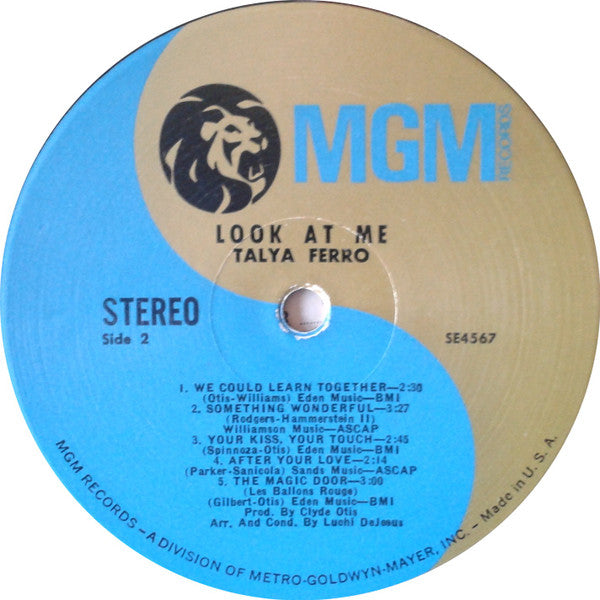 MGM
RECORDS
LOOK AT ME
TALYA FERRO
STEREO
Side 2
SE4567
1. WE COULD LEARN TOGETHER—2:30
(Otis-Williams) Eden Music—BMI
2. SOMETHING WONDERFUL—3:27
(Rodgers-Hammerstein II)
Williamson Music—ASCAP
3. YOUR KISS, YOUR TOUCH—2:45
(Spinnoza-Otis) Eden Music—BMI
4. AFTER YOUR LOVE—2:14
(Parker-Sanicola) Sands Music—ASCAP
5. THE MAGIC DOOR—3:00
(Les Ballons Rouge)
(Gilbert-Otis) Eden Music—BMI
Prod. By Clyde Otis
Arr. And Cond. By Luchi DeJesus
MGM RECORDS – A DIVISION OF METRO-GOLDWYN-MAYER, INC. – Made in U. S. A.